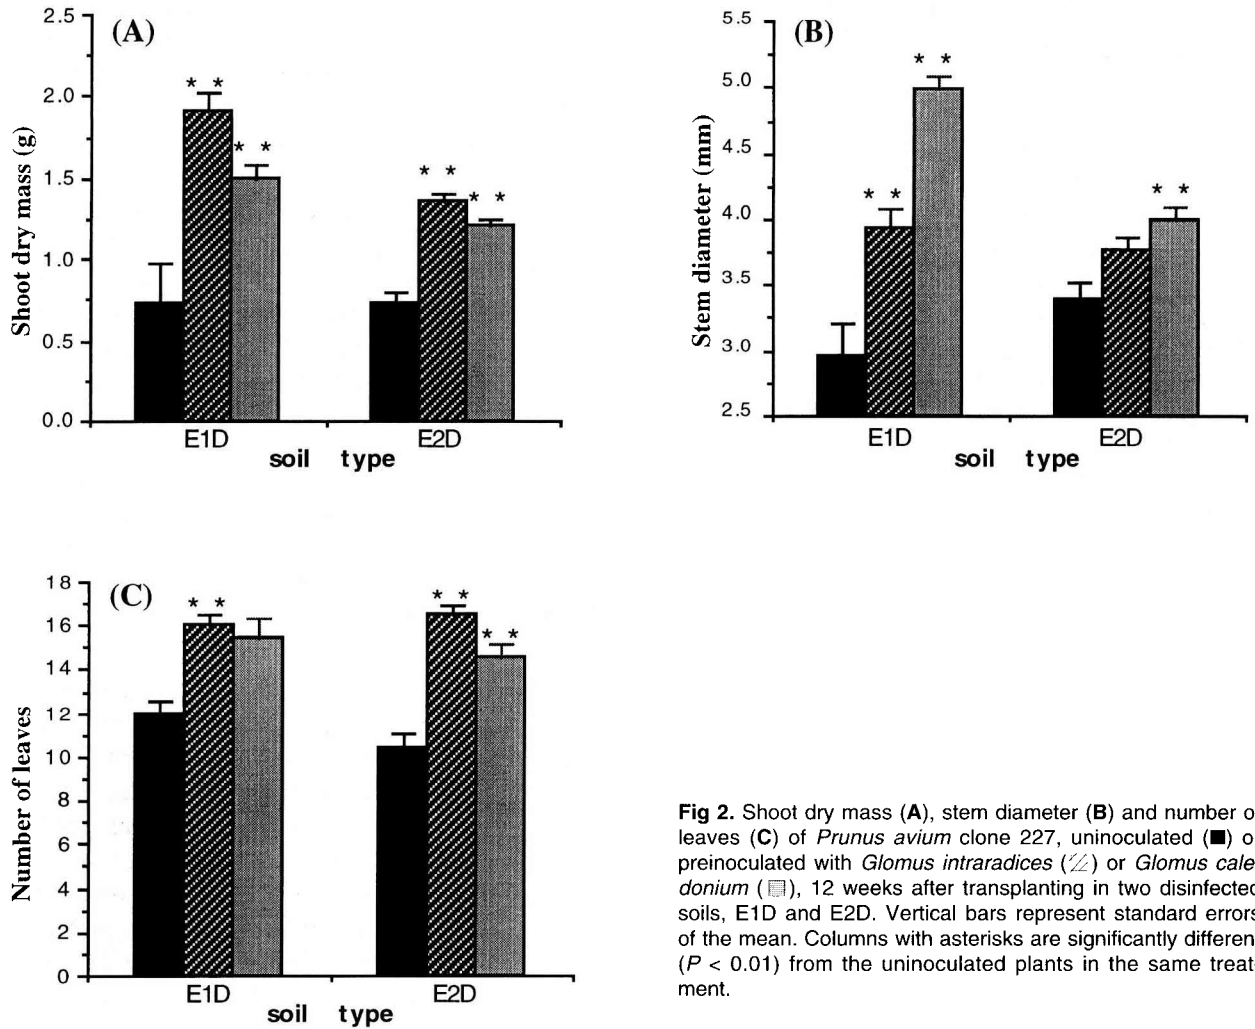 (A)
Shoot dry mass (g)
2.5
2.0
1.5
1.0
0.5
0.0
* *
* *
* *
* *
E1D E2D
soil type
(B)
Stem diameter (mm)
5.5
5.0
4.5
4.0
3.5
3.0
2.5
* *
* *
* *
E1D E2D
soil type
(C)
Number of leaves
18
16
14
12
10
8
6
4
2
0
* *
* *
* *
E1D E2D
soil type
Fig 2. Shoot dry mass (A), stem diameter (B) and number o
leaves (C) of Prunus avium clone 227, uninoculated (■) o
preinoculated with Glomus intraradices (▨) or Glomus cale
donium (▒), 12 weeks after transplanting in two disinfected
soils, E1D and E2D. Vertical bars represent standard errors
of the mean. Columns with asterisks are significantly differen
(P < 0.01) from the uninoculated plants in the same treat-
ment.